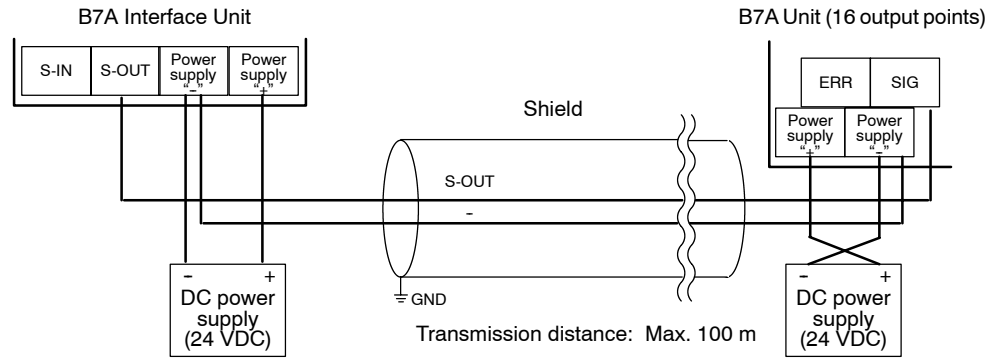 B7A Interface Unit
B7A Unit (16 output points)
S-IN
S-OUT
Power
supply
“–”
Power
supply
“+”
ERR
SIG
Power
supply
“+”
Power
supply
“–”
Shield
S-OUT
–
– +
DC power
supply
(24 VDC)
GND
Transmission distance: Max. 100 m
– +
DC power
supply
(24 VDC)